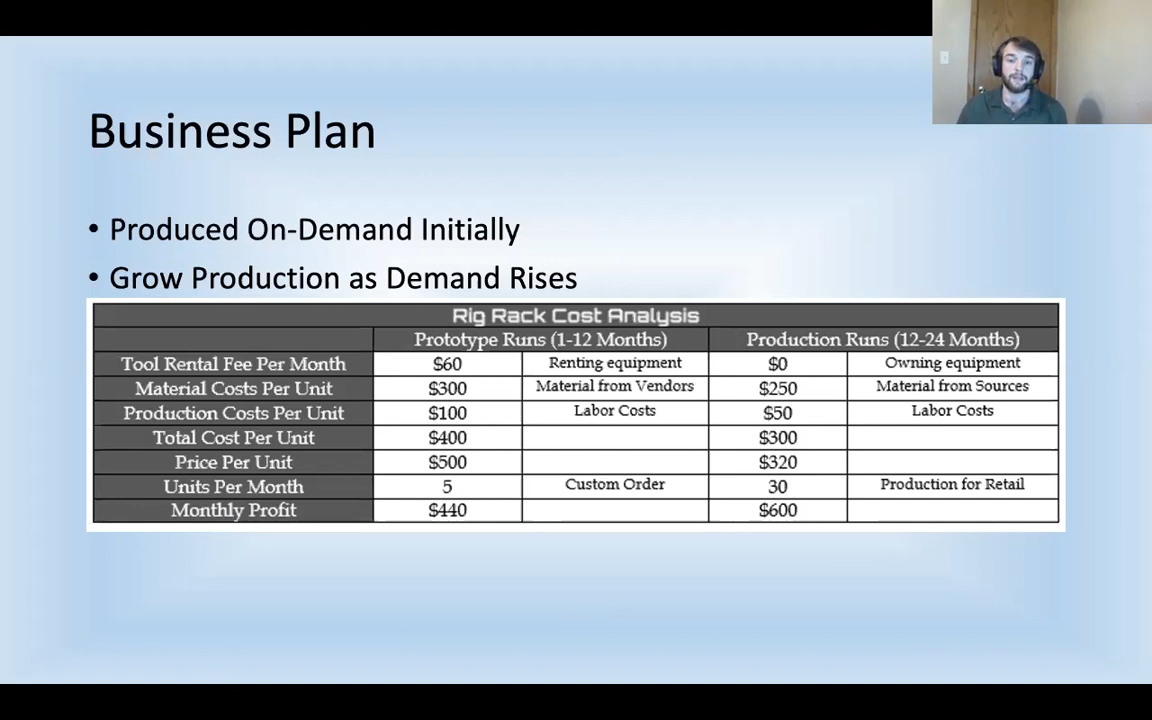 Business Plan
• Produced On-Demand Initially
• Grow Production as Demand Rises
Rig Rack Cost Analysis
Prototype Runs (1-12 Months) Production Runs (12-24 Months)
Tool Rental Fee Per Month $60 Renting equipment $0 Owning equipment
Material Costs Per Unit $300 Material from Vendors $250 Material from Sources
Production Costs Per Unit $100 Labor Costs $50 Labor Costs
Total Cost Per Unit $400 $300
Price Per Unit $500 $320
Units Per Month 5 Custom Order 30 Production for Retail
Monthly Profit $440 $600